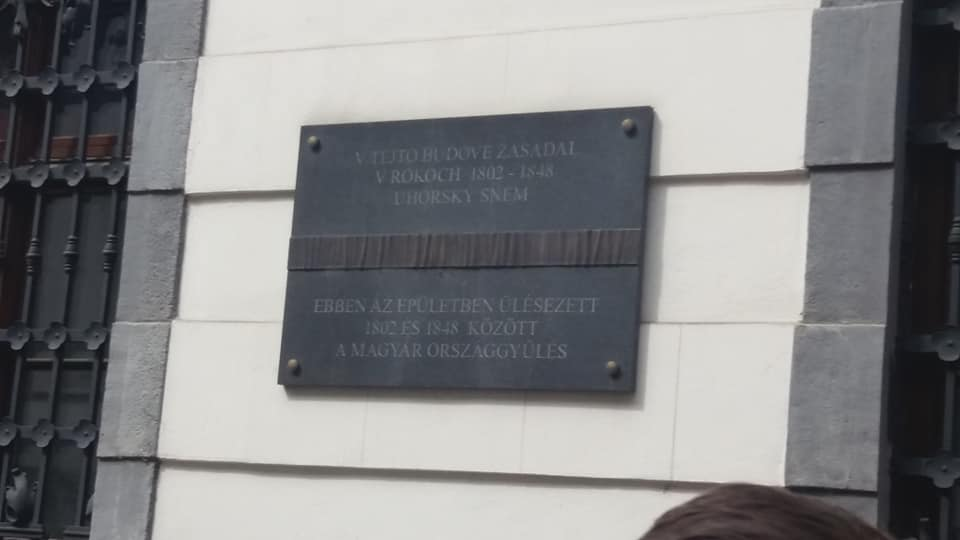 V TEJTO BUDOVE ZASADAL
V ROKOCH 1802 - 1848
UHORSKÝ SNEM
EBBEN AZ ÉPÜLETBEN ÜLÉSEZETT
1802 ÉS 1848 KÖZÖTT
A MAGYAR ORSZÁGGYŰLÉS